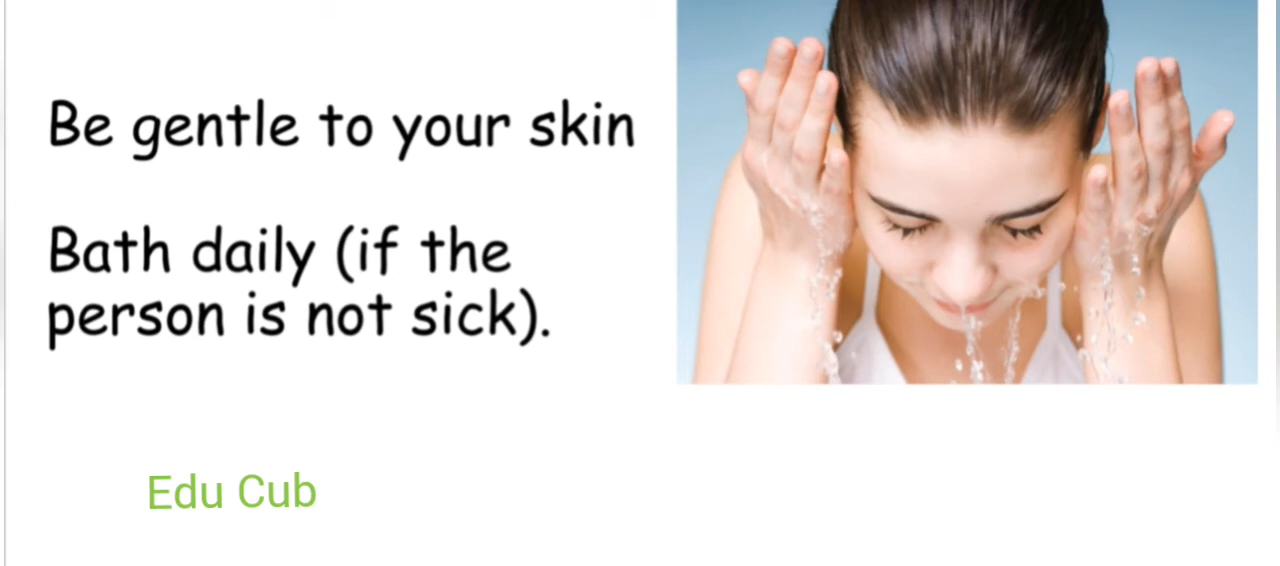 Be gentle to your skin
Bath daily (if the
person is not sick).
Edu Cub